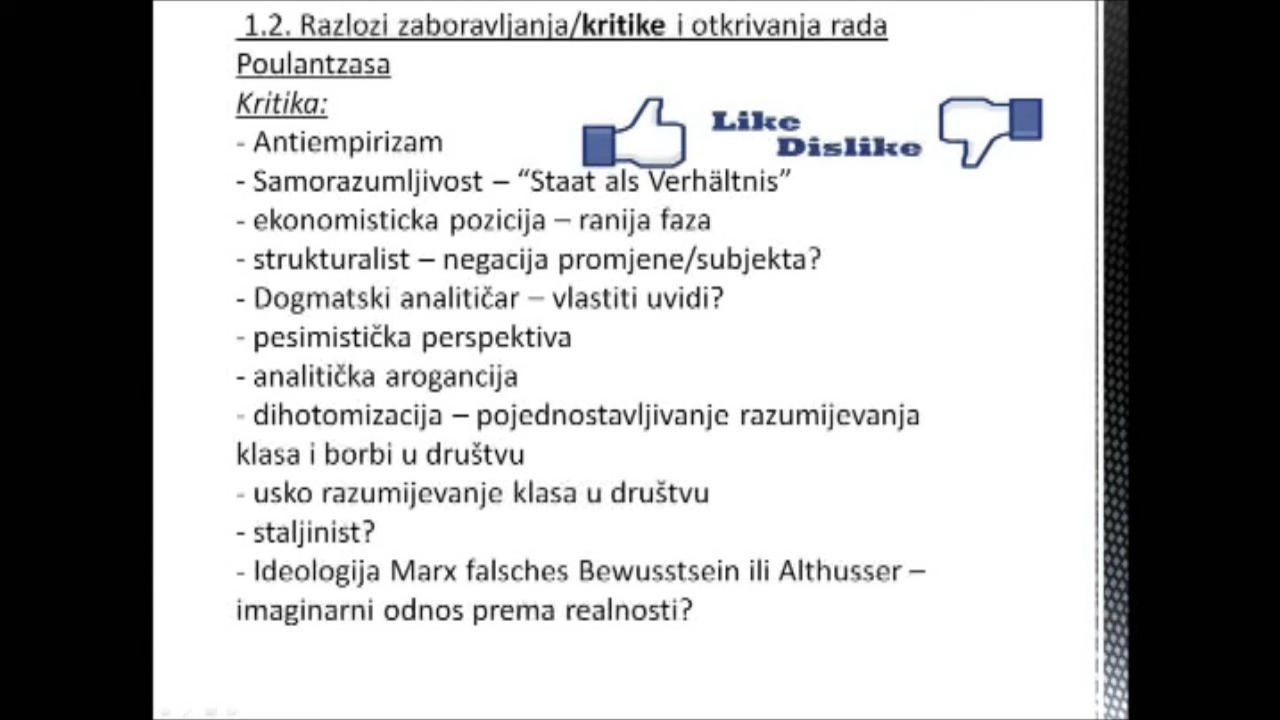 1.2. Razlozi zaboravljanja/kritike i otkrivanja rada
Poulantzasa
Kritika:
- Antiempirizam
Like
Dislike
- Samorazumljivost – “Staat als Verhältnis”
- ekonomisticka pozicija – ranija faza
- strukturalist – negacija promjene/subjekta?
- Dogmatski analitičar – vlastiti uvidi?
- pesimistička perspektiva
- analitička arogancija
- dihotomizacija – pojednostavljivanje razumijevanja
klasa i borbi u društvu
- usko razumijevanje klasa u društvu
- staljinist?
- Ideologija Marx falsches Bewusstsein ili Althusser –
imaginarni odnos prema realnosti?